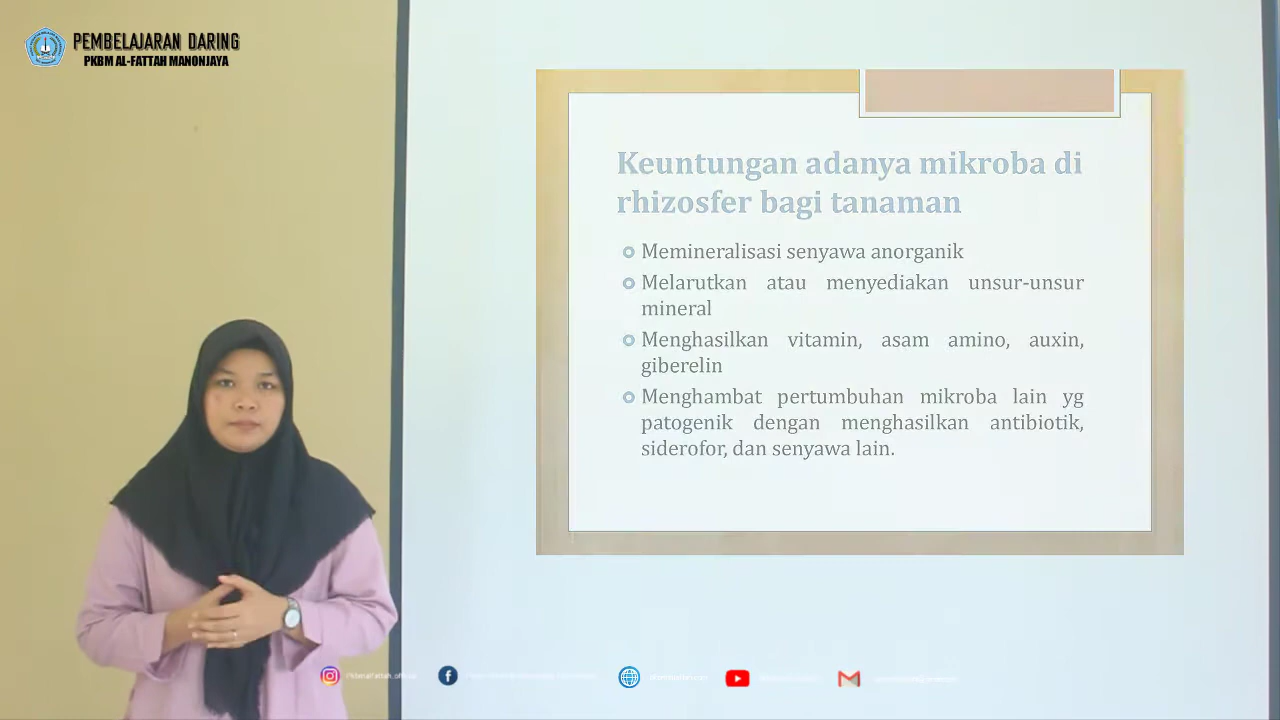 PEMBELAJARAN DARING
PKBM AL-FATTAH MANONJAYA
Keuntungan adanya mikroba di
rhizosfer bagi tanaman
Memineralisasi senyawa anorganik
Melarutkan atau menyediakan unsur-unsur
mineral
Menghasilkan vitamin, asam amino, auxin,
giberelin
Menghambat pertumbuhan mikroba lain yg
patogenik dengan menghasilkan antibiotik,
siderofor, dan senyawa lain.